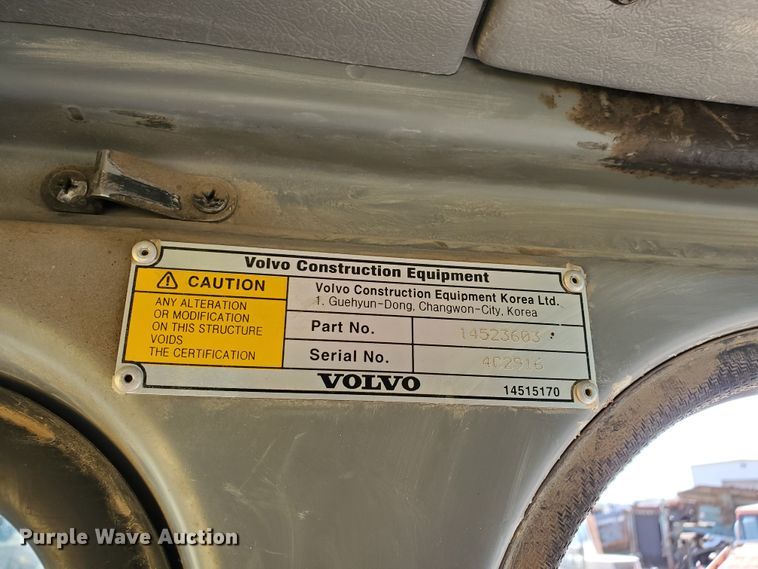 Volvo Construction Equipment
CAUTION
ANY ALTERATION
OR MODIFICATION
ON THIS STRUCTURE
VOIDS
THE CERTIFICATION
Volvo Construction Equipment Korea Ltd.
1. Guehyun-Dong, Changwon-City, Korea
Part No. 14523603
Serial No. 4C2916
VOLVO
14515170
Purple Wave Auction®